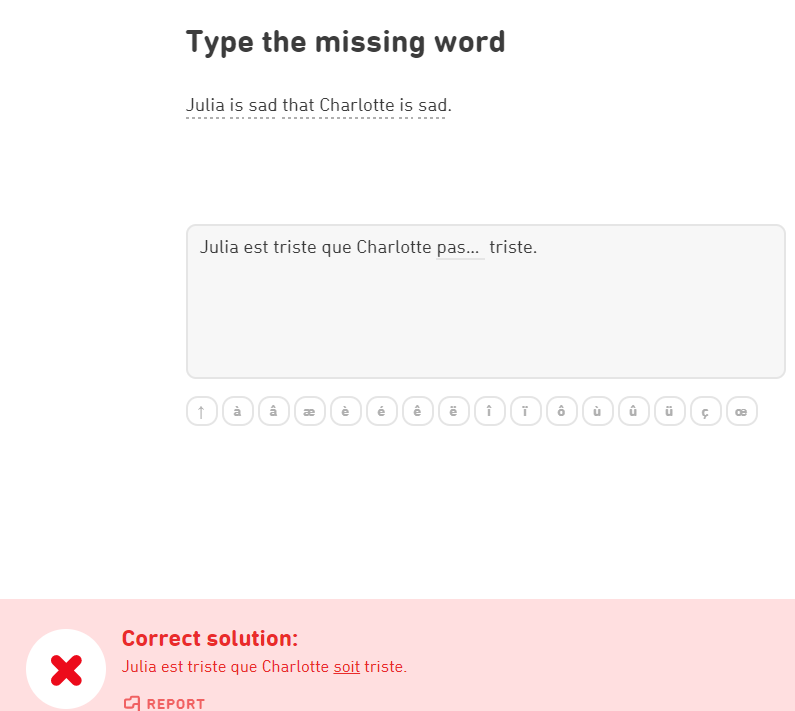 Type the missing word
Julia is sad that Charlotte is sad.
Julia est triste que Charlotte pas... triste.
↑ à â æ è é ê ë î ï ô ù û ü ç œ
Correct solution:
Julia est triste que Charlotte soit triste.
REPORT